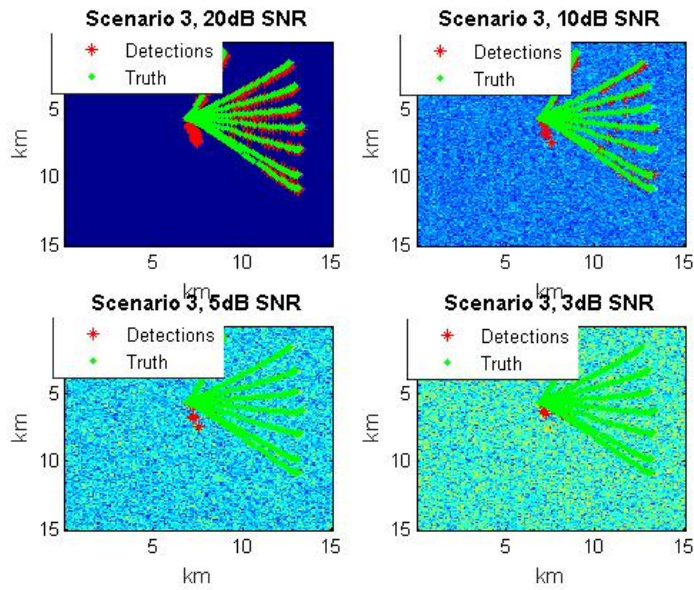 Scenario 3, 20dB SNR
Detections
Truth
5
10
15
km
5
10
15
km
Scenario 3, 10dB SNR
Detections
Truth
5
10
15
km
5
10
15
km
Scenario 3, 5dB SNR
Detections
Truth
5
10
15
km
5
10
15
km
Scenario 3, 3dB SNR
Detections
Truth
5
10
15
km
5
10
15
km